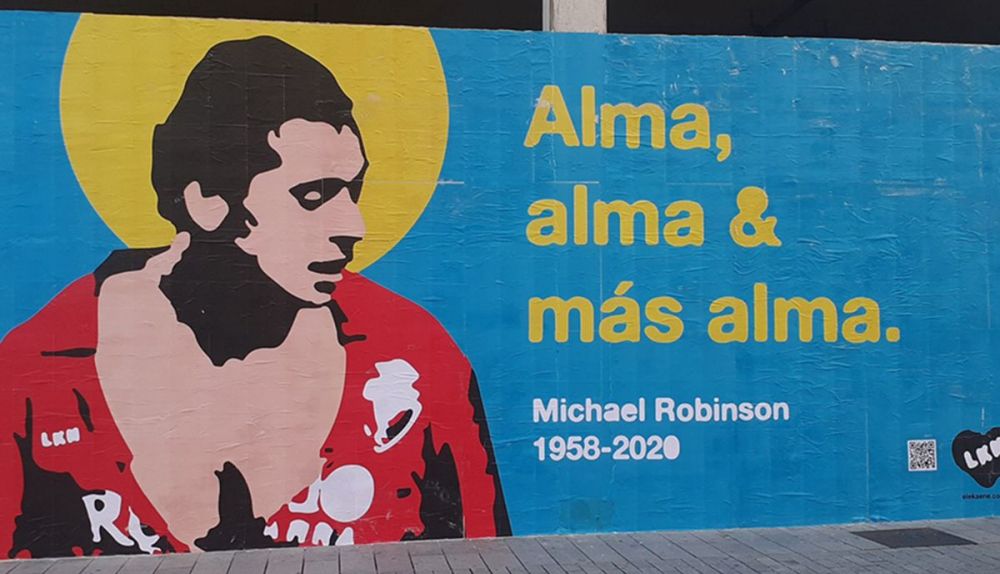 Alma,
alma &
más alma.
Michael Robinson
1958-2020
LKN
LKN